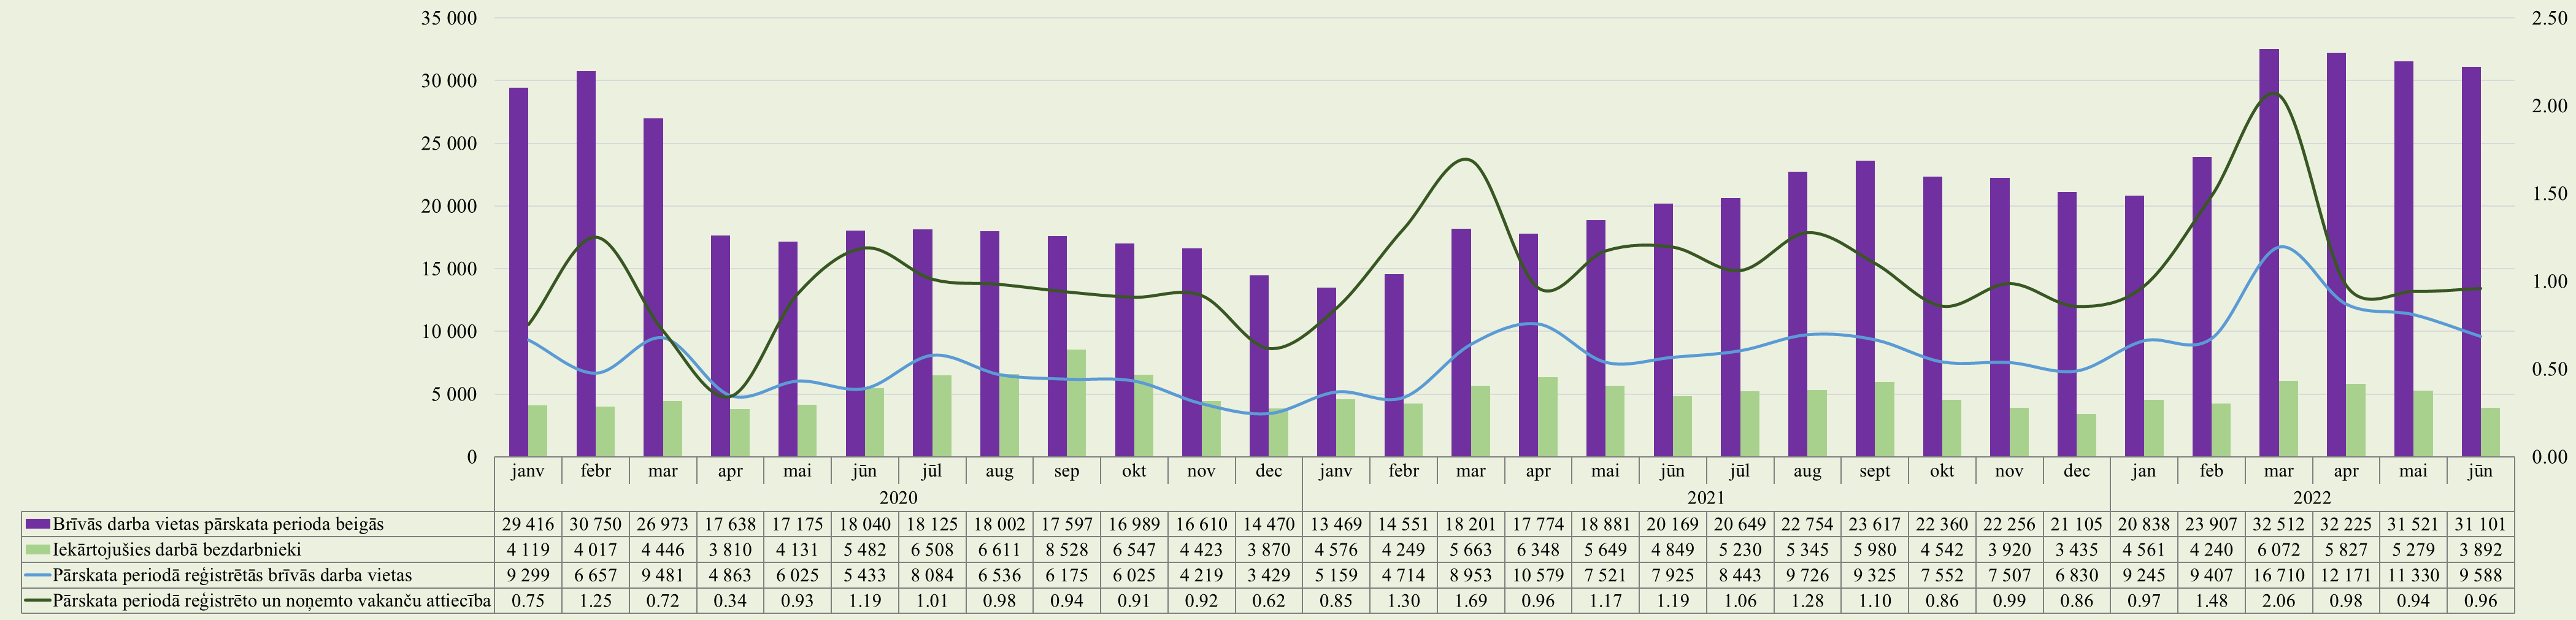 35 000
30 000
25 000
20 000
15 000
10 000
5 000
0
2.50
2.00
1.50
1.00
0.50
0.00
janv febr mar apr mai jūn jūl aug sep okt nov dec janv febr mar apr mai jūn jūl aug sept okt nov dec jan feb mar apr mai jūn
2020 2021 2022
Brīvās darba vietas pārskata perioda beigās 29 416 30 750 26 973 17 638 17 175 18 040 18 125 18 002 17 597 16 989 16 610 14 470 13 469 14 551 18 201 17 774 18 881 20 169 20 649 22 754 23 617 22 360 22 256 21 105 20 838 23 907 32 512 32 225 31 521 31 101
Iekārtojušies darbā bezdarbnieki 4 119 4 017 4 446 3 810 4 131 5 482 6 508 6 611 8 528 6 547 4 423 3 870 4 576 4 249 5 663 6 348 5 649 4 849 5 230 5 345 5 980 4 542 3 920 3 435 4 561 4 240 6 072 5 827 5 279 3 892
Pārskata periodā reģistrētās brīvās darba vietas 9 299 6 657 9 481 4 863 6 025 5 433 8 084 6 536 6 175 6 025 4 219 3 429 5 159 4 714 8 953 10 579 7 521 7 925 8 443 9 726 9 325 7 552 7 507 6 830 9 245 9 407 16 710 12 171 11 330 9 588
Pārskata periodā reģistrēto un noņemto vakanču attiecība 0.75 1.25 0.72 0.34 0.93 1.19 1.01 0.98 0.94 0.91 0.92 0.62 0.85 1.30 1.69 0.96 1.17 1.19 1.06 1.28 1.10 0.86 0.99 0.86 0.97 1.48 2.06 0.98 0.94 0.96